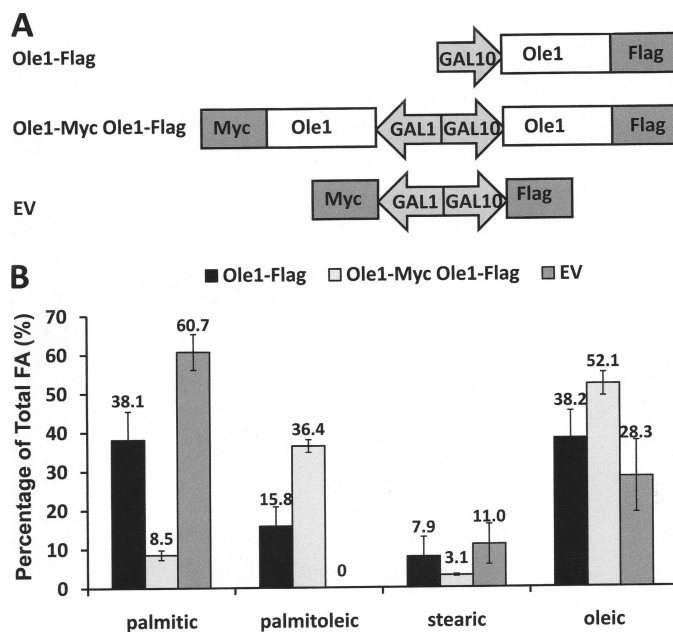 A
Ole1-Flag
GAL10 Ole1 Flag
Ole1-Myc Ole1-Flag
Myc Ole1 GAL1 GAL10 Ole1 Flag
EV
Myc GAL1 GAL10 Flag
B
Ole1-Flag Ole1-Myc Ole1-Flag EV
Percentage of Total FA (%)
70
60
50
40
30
20
10
0
38.1 8.5 60.7
15.8 36.4 0
7.9 3.1 11.0
38.2 52.1 28.3
palmitic palmitoleic stearic oleic